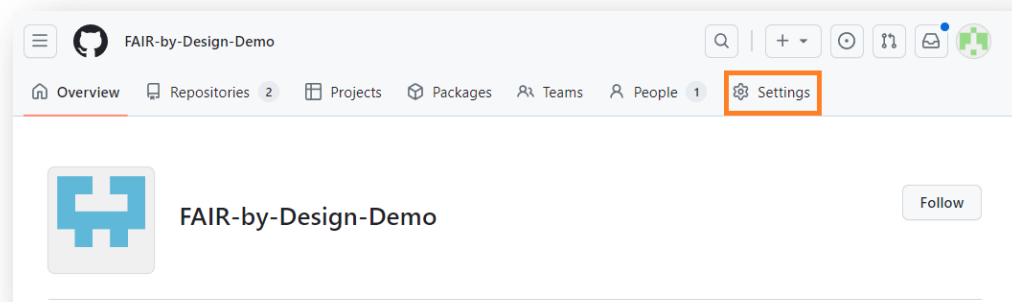 FAIR-by-Design-Demo
Overview Repositories 2 Projects Packages Teams People 1 Settings
FAIR-by-Design-Demo
Follow